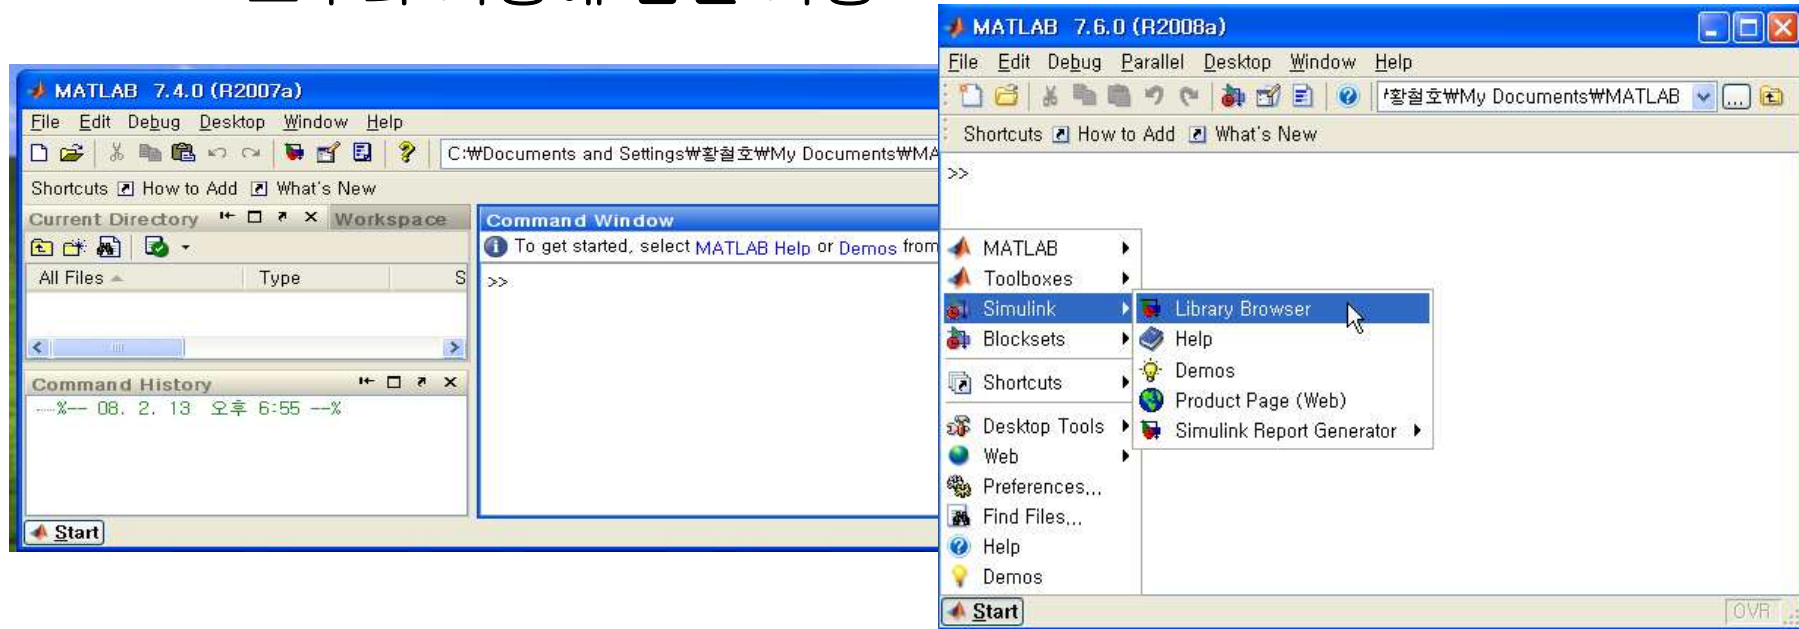 MATLAB 7.4.0 (R2007a)
File Edit Debug Desktop Window Help
C:₩Documents and Settings₩황철호₩My Documents₩MA
Shortcuts How to Add What's New
Current Directory Workspace
All Files Type S
Command History
%-- 08. 2. 13 오후 6:55 --%
Command Window
To get started, select MATLAB Help or Demos from
>>
Start
MATLAB 7.6.0 (R2008a)
File Edit Debug Parallel Desktop Window Help
황철호₩My Documents₩MATLAB
Shortcuts How to Add What's New
>>
MATLAB
Toolboxes
Simulink
Blocksets
Shortcuts
Desktop Tools
Web
Preferences...
Find Files...
Help
Demos
Library Browser
Help
Demos
Product Page (Web)
Simulink Report Generator
Start
OVR